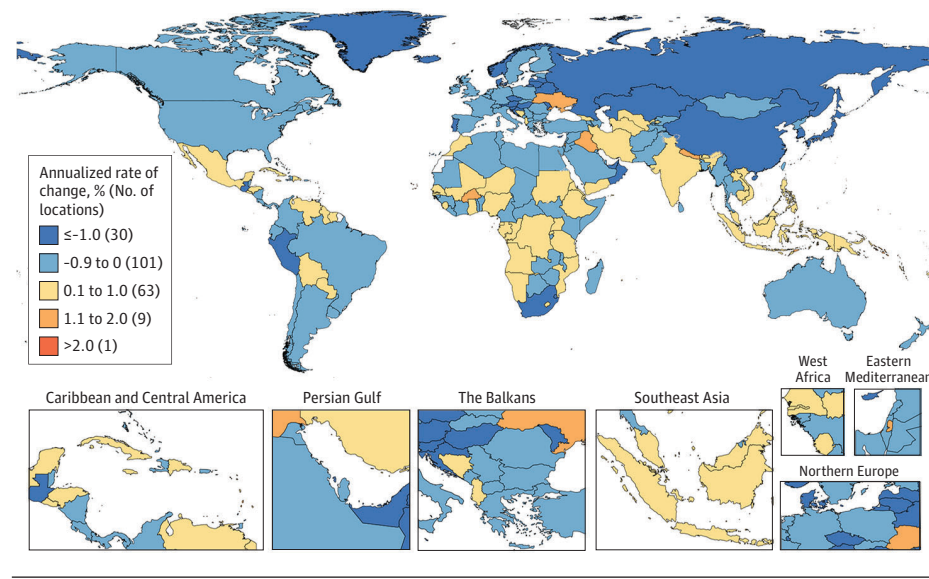 Annualized rate of
change, % (No. of
locations)
≤-1.0 (30)
-0.9 to 0 (101)
0.1 to 1.0 (63)
1.1 to 2.0 (9)
>2.0 (1)
Caribbean and Central America
Persian Gulf
The Balkans
Southeast Asia
West
Africa
Eastern
Mediterranean
Northern Europe